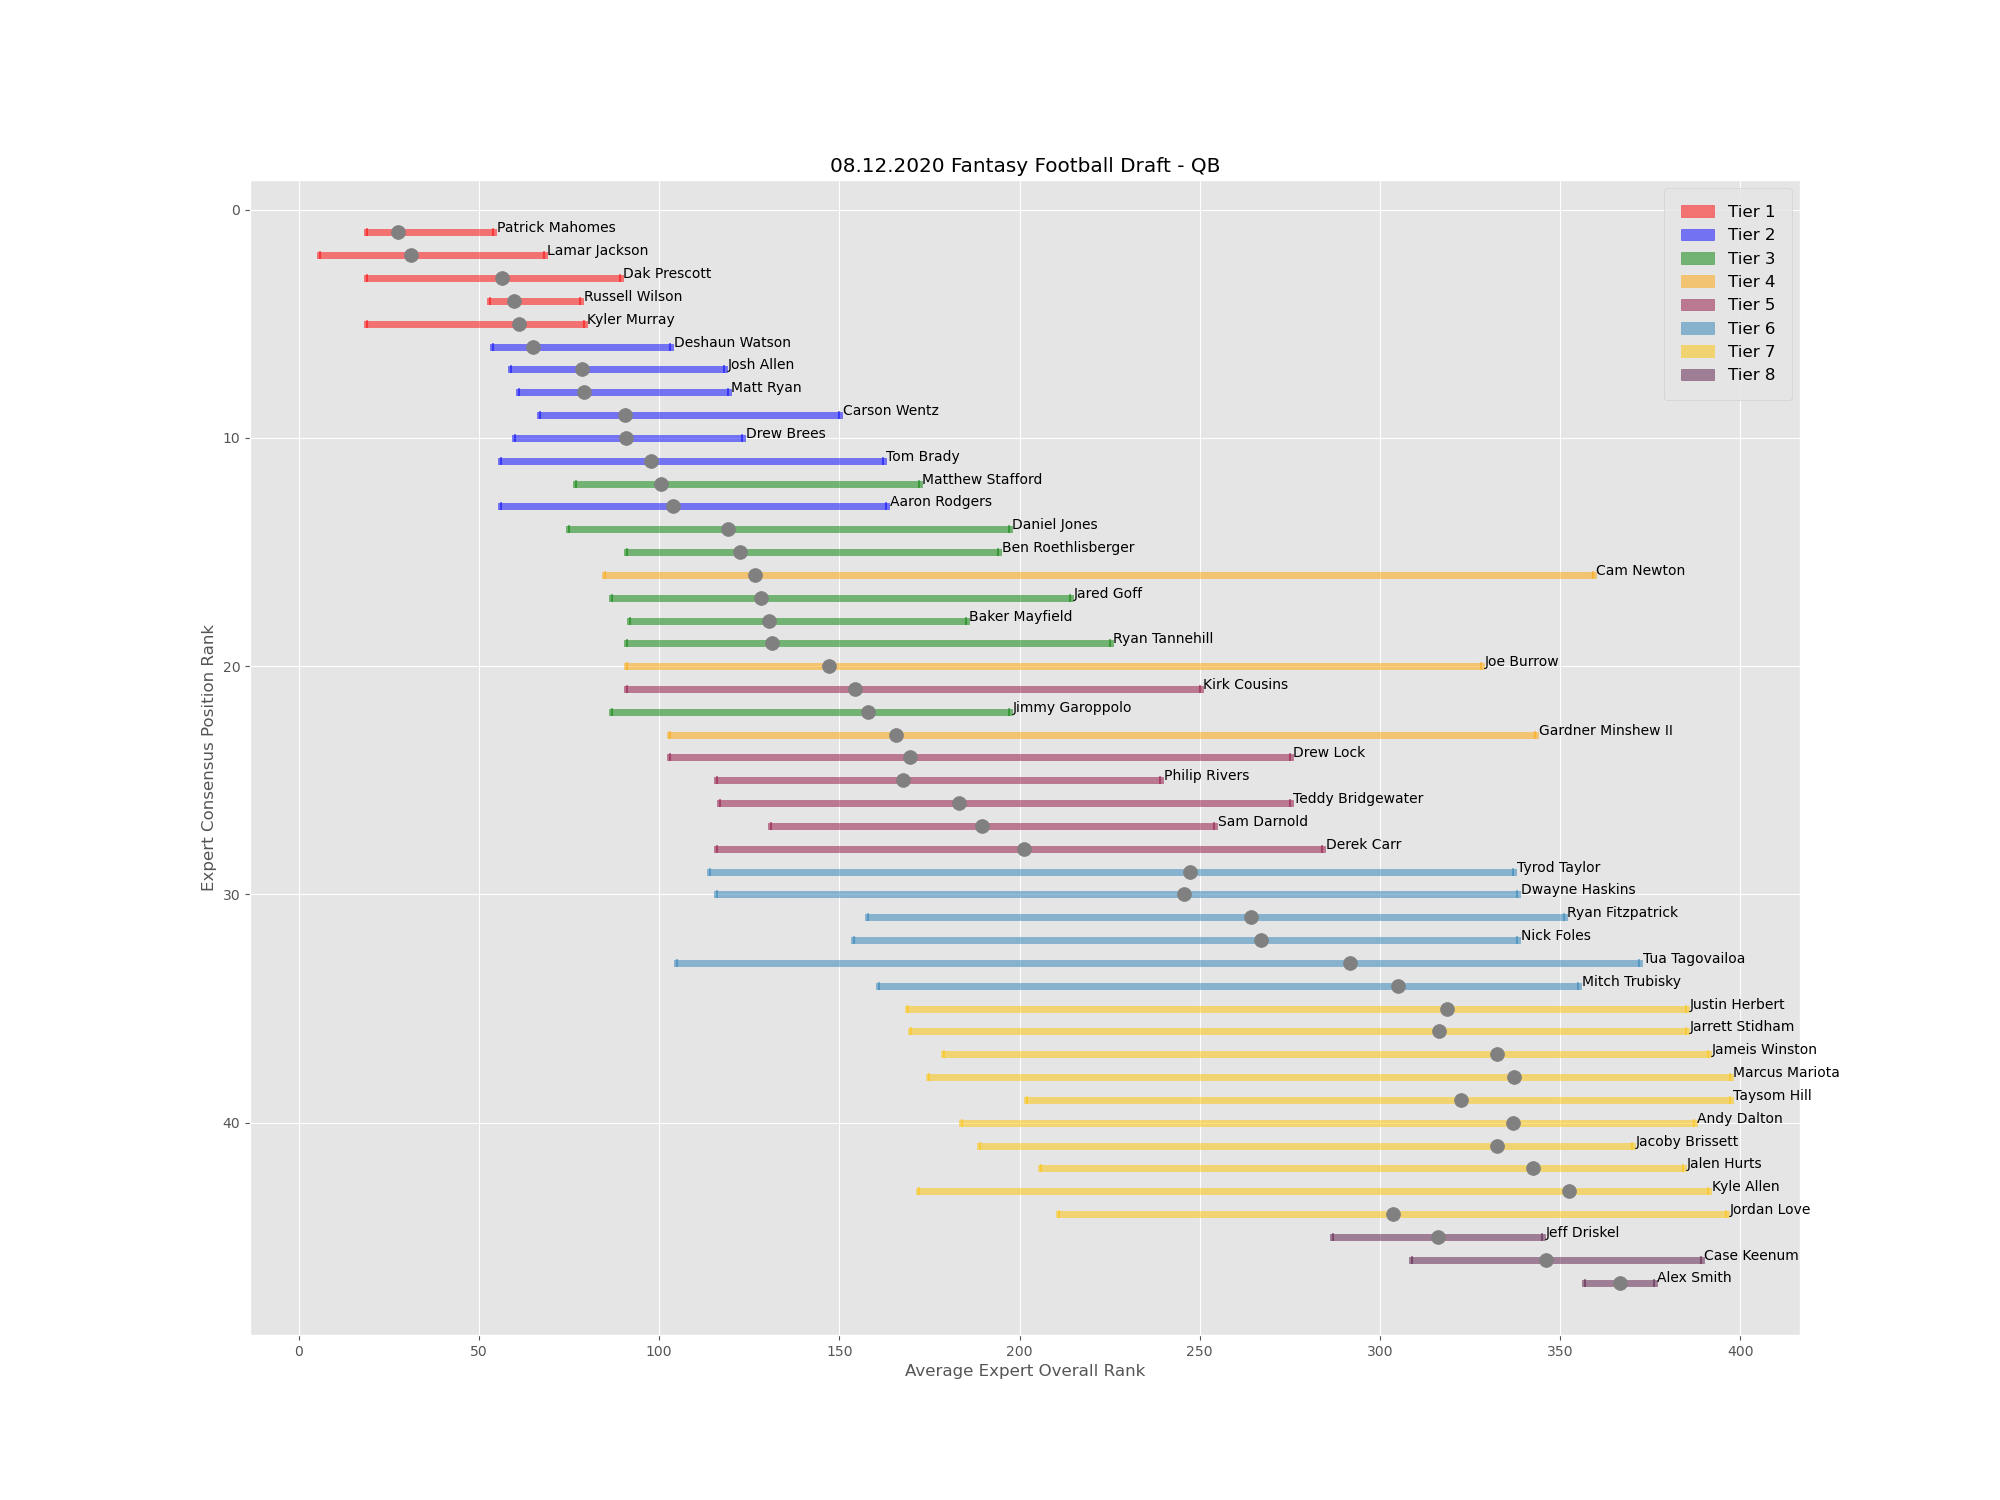 08.12.2020 Fantasy Football Draft - QB
Tier 1
Tier 2
Tier 3
Tier 4
Tier 5
Tier 6
Tier 7
Tier 8
Patrick Mahomes
Lamar Jackson
Dak Prescott
Russell Wilson
Kyler Murray
Deshaun Watson
Josh Allen
Matt Ryan
Carson Wentz
Drew Brees
Tom Brady
Matthew Stafford
Aaron Rodgers
Daniel Jones
Ben Roethlisberger
Cam Newton
Jared Goff
Baker Mayfield
Ryan Tannehill
Joe Burrow
Kirk Cousins
Jimmy Garoppolo
Gardner Minshew II
Drew Lock
Philip Rivers
Teddy Bridgewater
Sam Darnold
Derek Carr
Tyrod Taylor
Dwayne Haskins
Ryan Fitzpatrick
Nick Foles
Tua Tagovailoa
Mitch Trubisky
Justin Herbert
Jarrett Stidham
Jameis Winston
Marcus Mariota
Taysom Hill
Andy Dalton
Jacoby Brissett
Jalen Hurts
Kyle Allen
Jordan Love
Jeff Driskel
Case Keenum
Alex Smith
Expert Consensus Position Rank
0
10
20
30
40
0 50 100 150 200 250 300 350 400
Average Expert Overall Rank